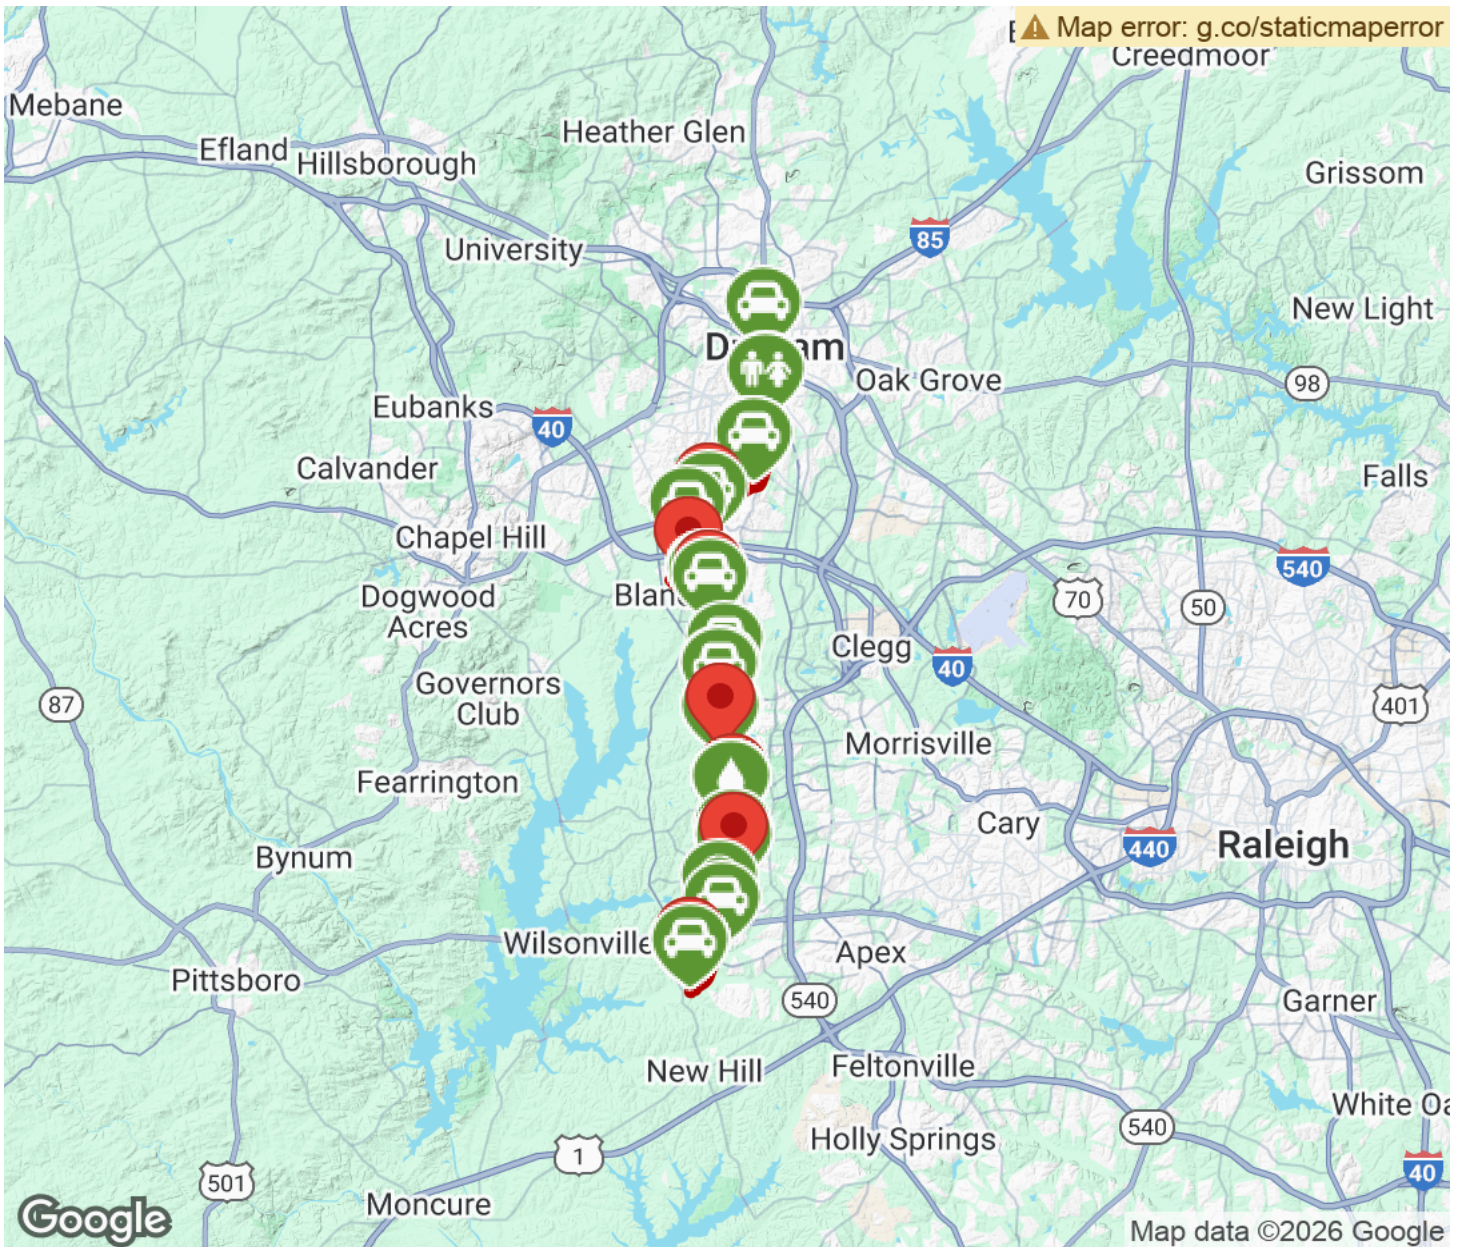 Map error: g.co/staticmaperror
Creedmoor
Mebane
Heather Glen
Efland
Hillsborough
Grissom
University
85
New Light
Oak Grove
98
Eubanks
40
Calvander
Falls
Chapel Hill
540
Dogwood
Acres
70
50
Clegg
40
Governors
Club
87
401
Morrisville
Fearrington
Cary
440
Raleigh
Bynum
Wilsonville
Apex
Pittsboro
540
Garner
New Hill
Feltonville
White
Holly Springs
540
1
40
501
Moncure
Google
Map data ©2026 Google